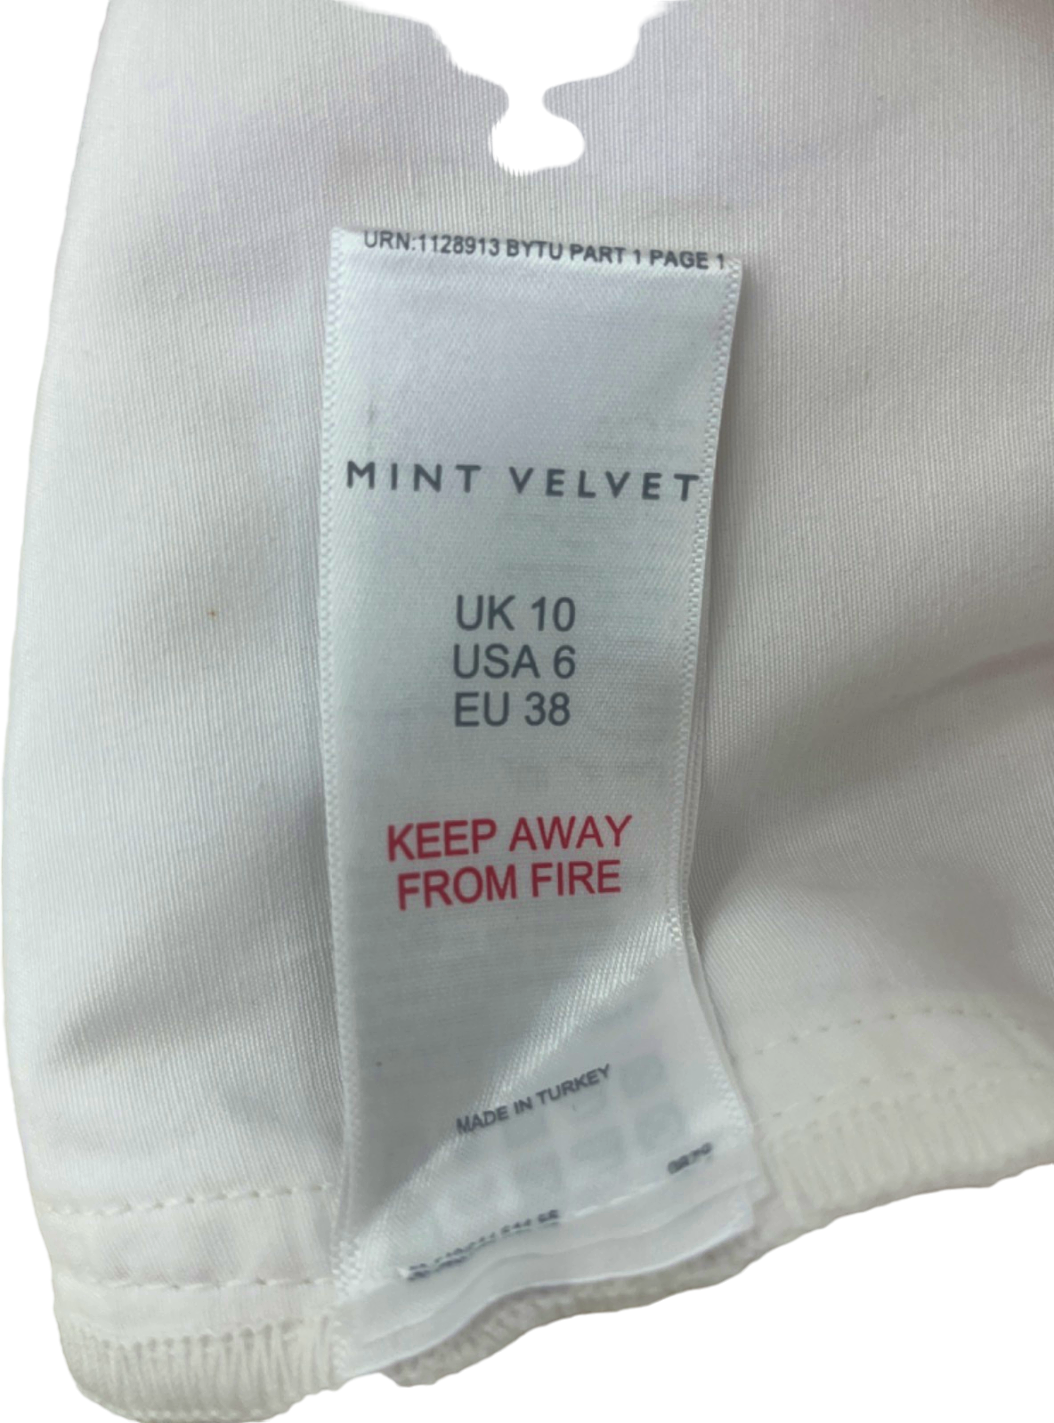 URN:1128913 BYTU PART 1 PAGE 1
MINT VELVET
UK 10
USA 6
EU 38
KEEP AWAY
FROM FIRE
MADE IN TURKEY